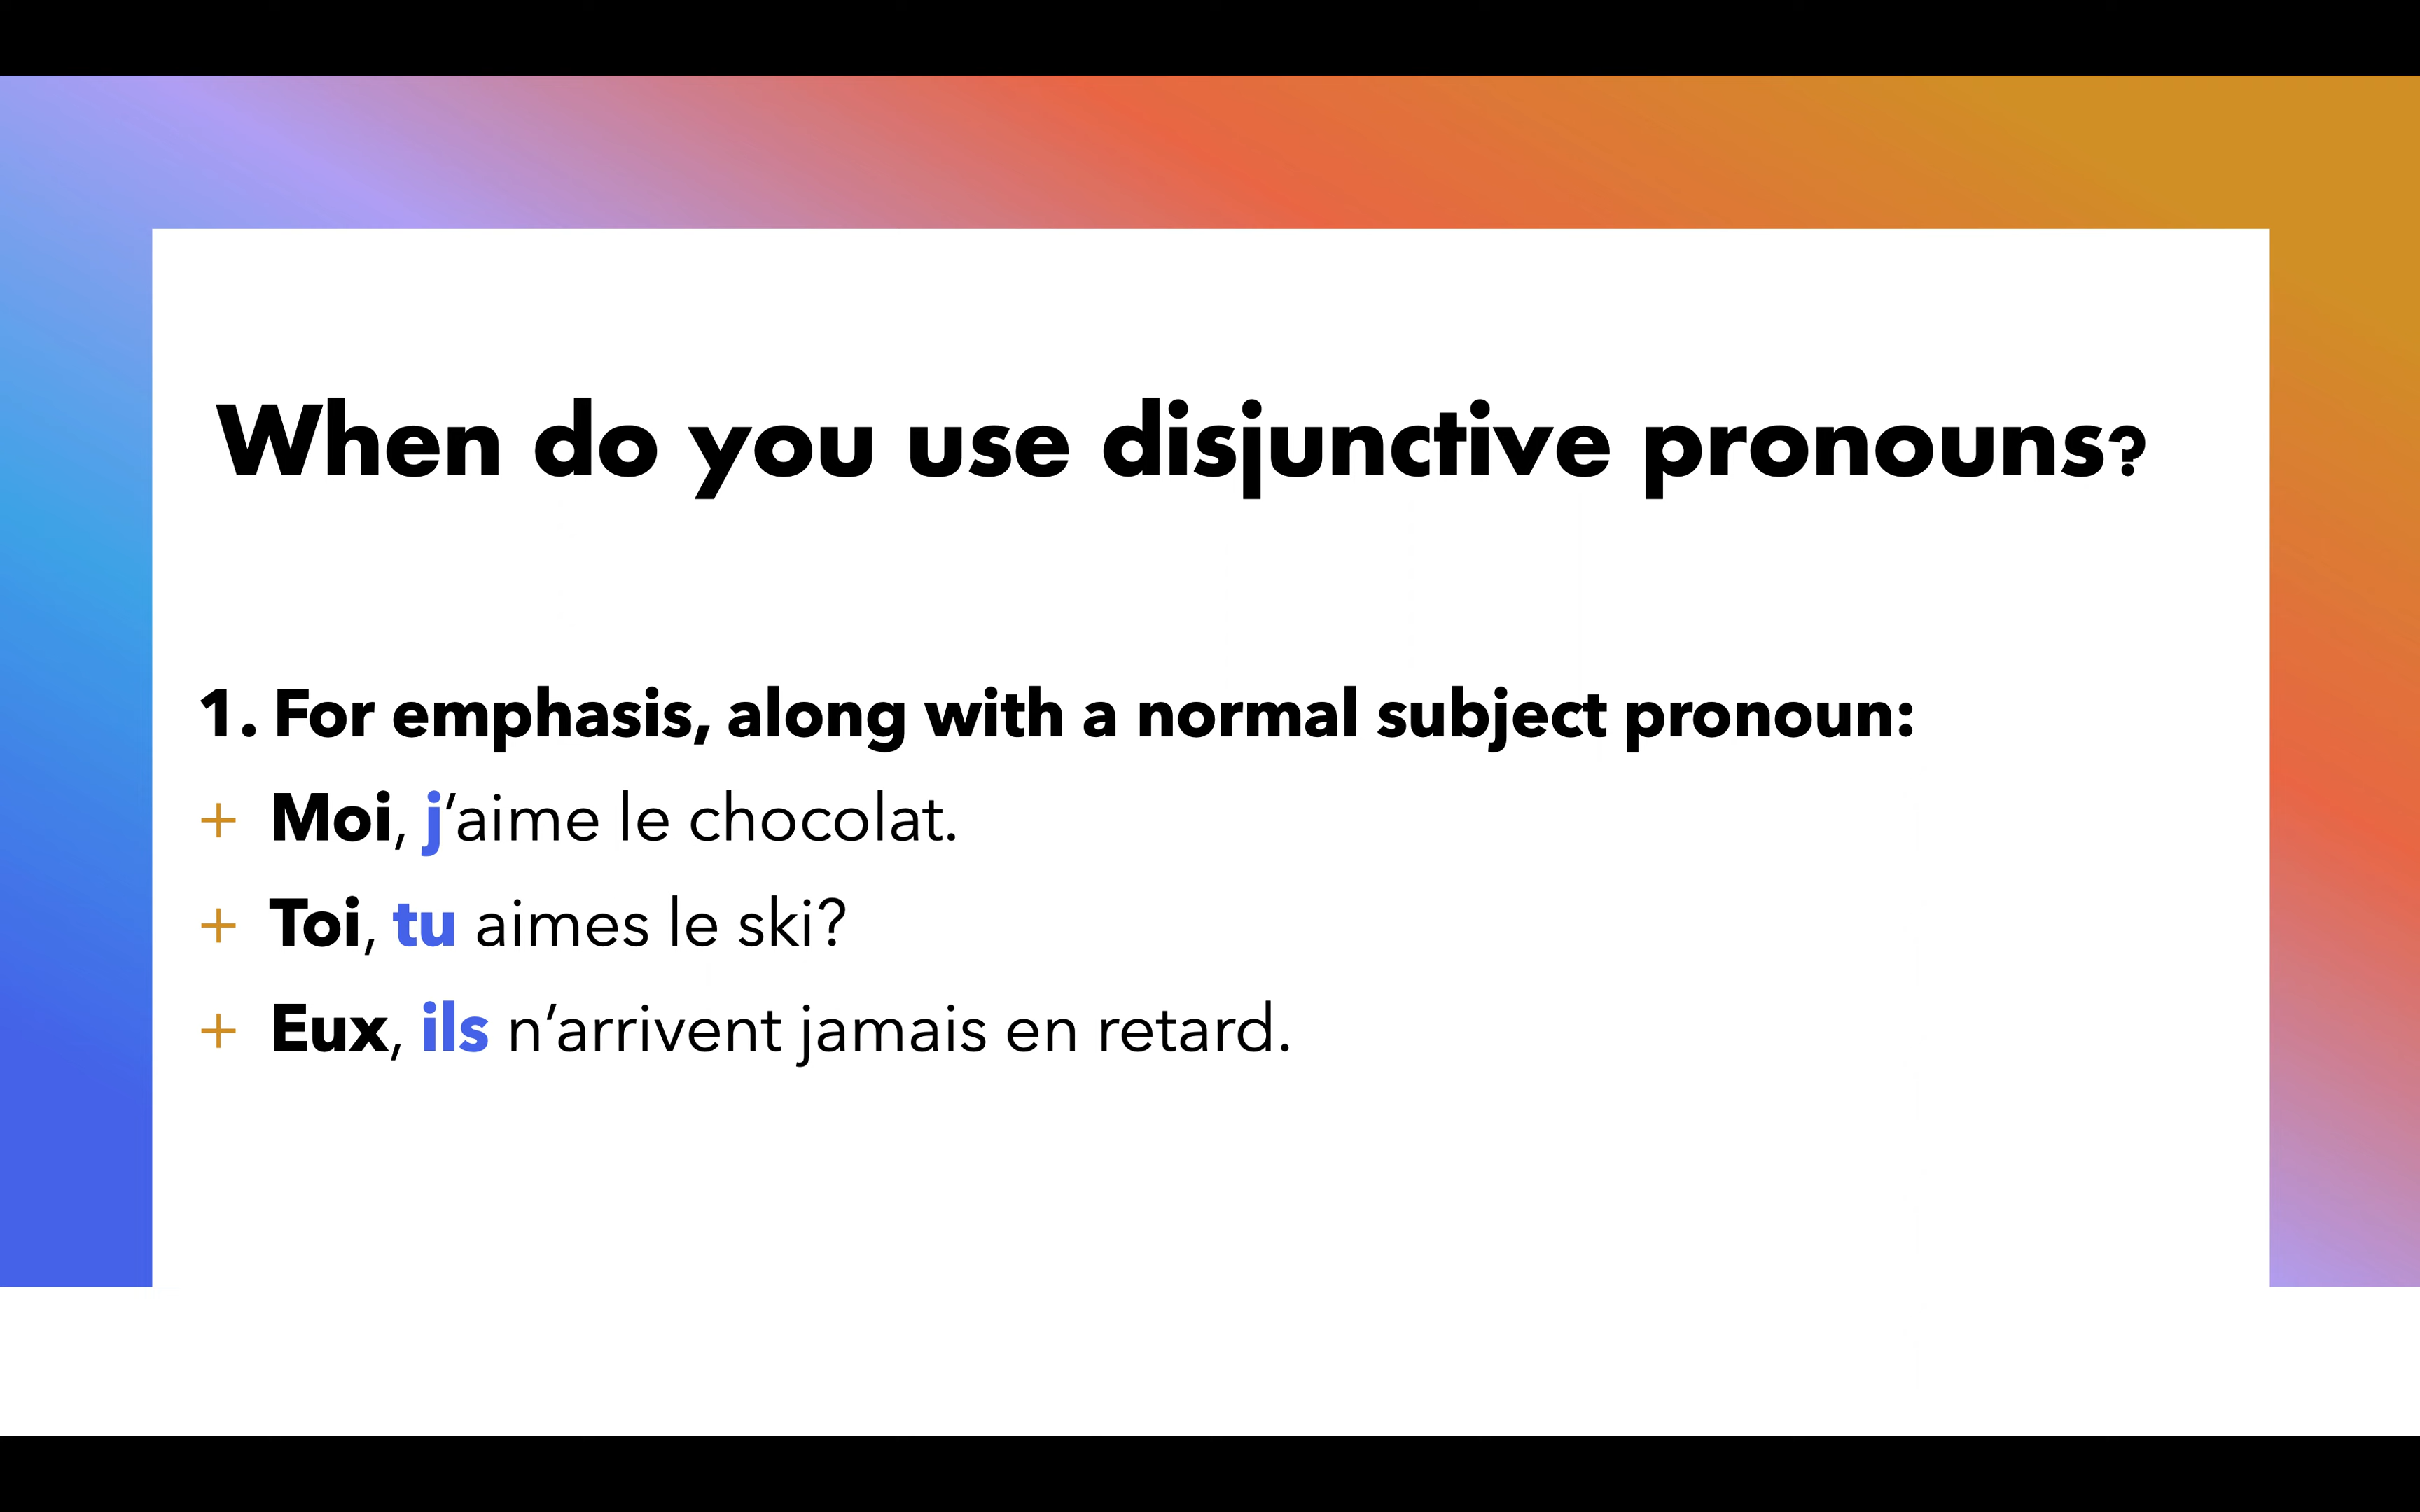 When do you use disjunctive pronouns?
1. For emphasis, along with a normal subject pronoun:
+ Moi, j’aime le chocolat.
+ Toi, tu aimes le ski?
+ Eux, ils n’arrivent jamais en retard.